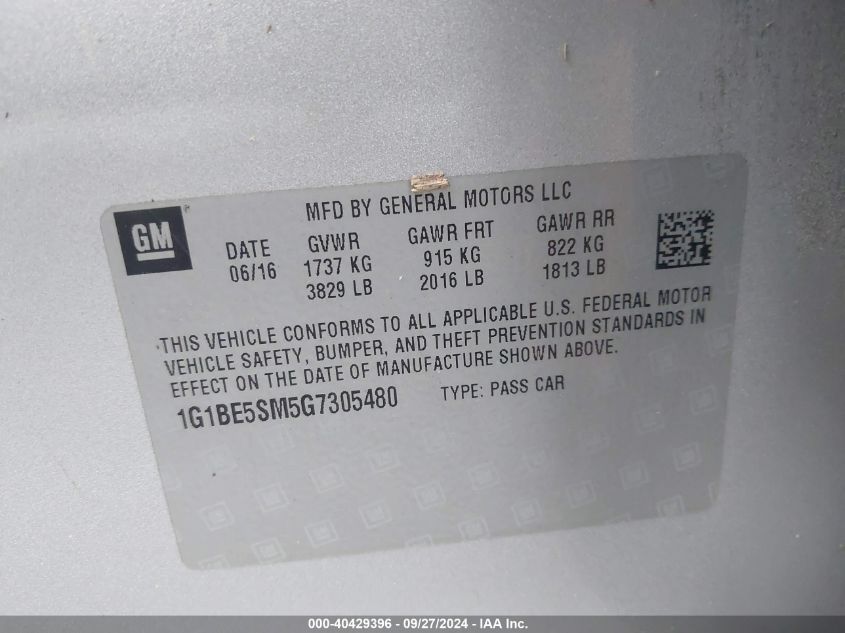 MFD BY GENERAL MOTORS LLC
GM
DATE GVWR GAWR FRT GAWR RR
06/16 1737 KG 915 KG 822 KG
3829 LB 2016 LB 1813 LB
THIS VEHICLE CONFORMS TO ALL APPLICABLE U.S. FEDERAL MOTOR
VEHICLE SAFETY, BUMPER, AND THEFT PREVENTION STANDARDS IN
EFFECT ON THE DATE OF MANUFACTURE SHOWN ABOVE.
1G1BE5SM5G7305480 TYPE: PASS CAR
000-40429396 - 09/27/2024 - IAA Inc.